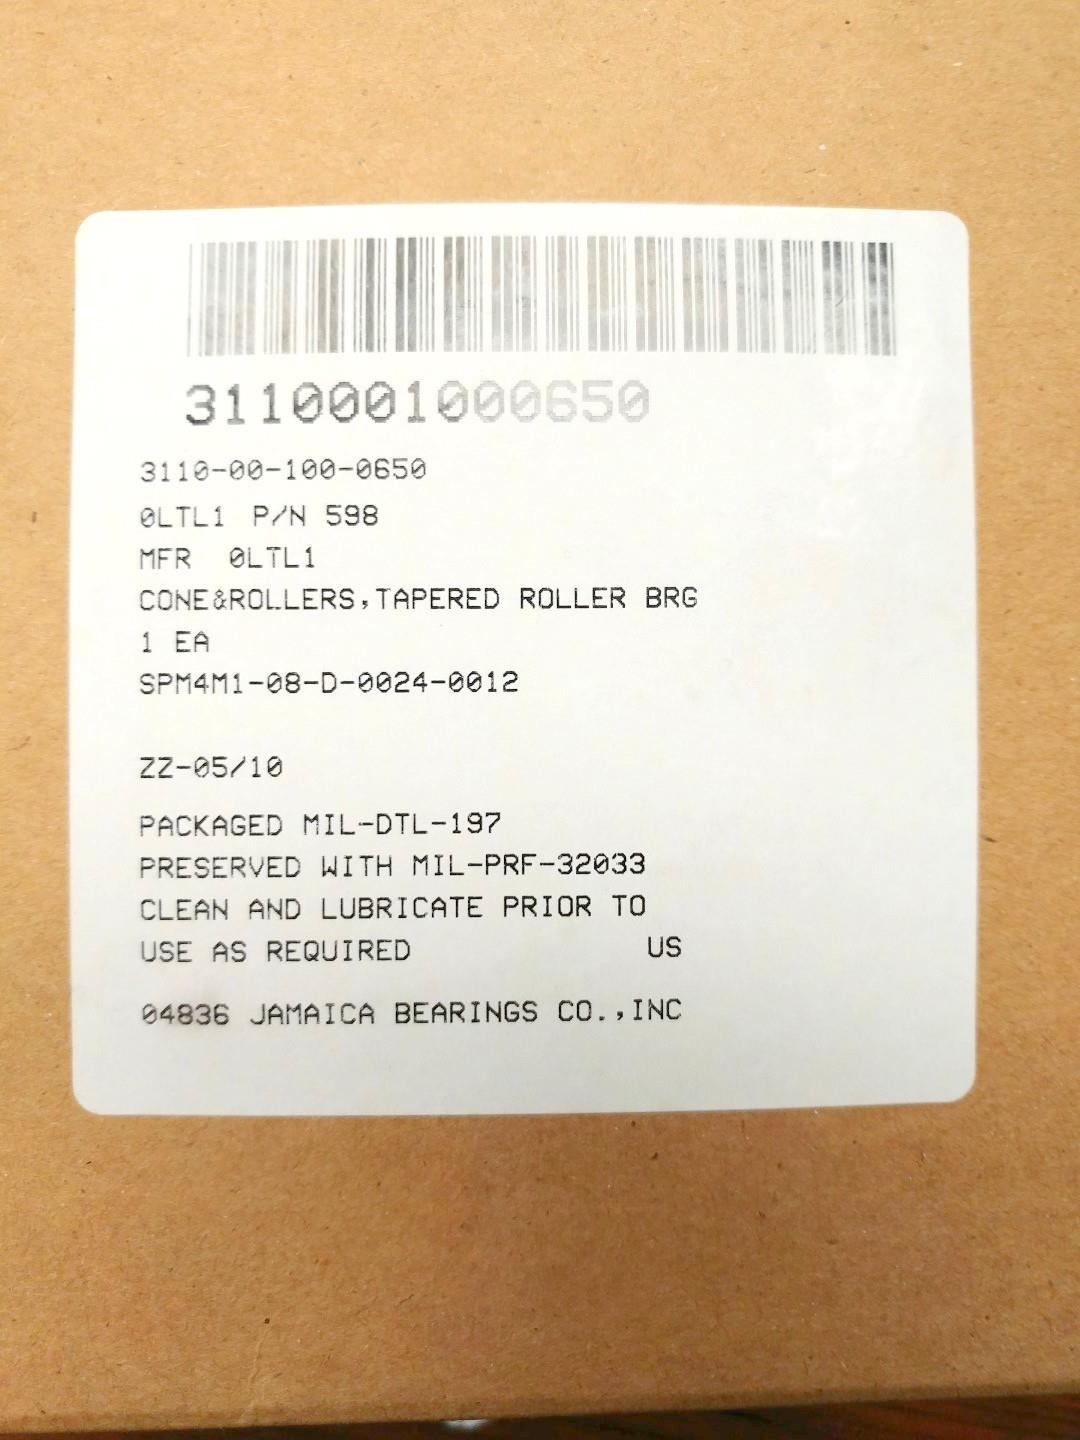 3110001000650
3110-00-100-0650
0LTL1 P/N 598
MFR 0LTL1
CONE&ROLLERS,TAPERED ROLLER BRG
1 EA
SPM4M1-08-D-0024-0012
ZZ-05/10
PACKAGED MIL-DTL-197
PRESERVED WITH MIL-PRF-32033
CLEAN AND LUBRICATE PRIOR TO
USE AS REQUIRED US
04836 JAMAICA BEARINGS CO.,INC